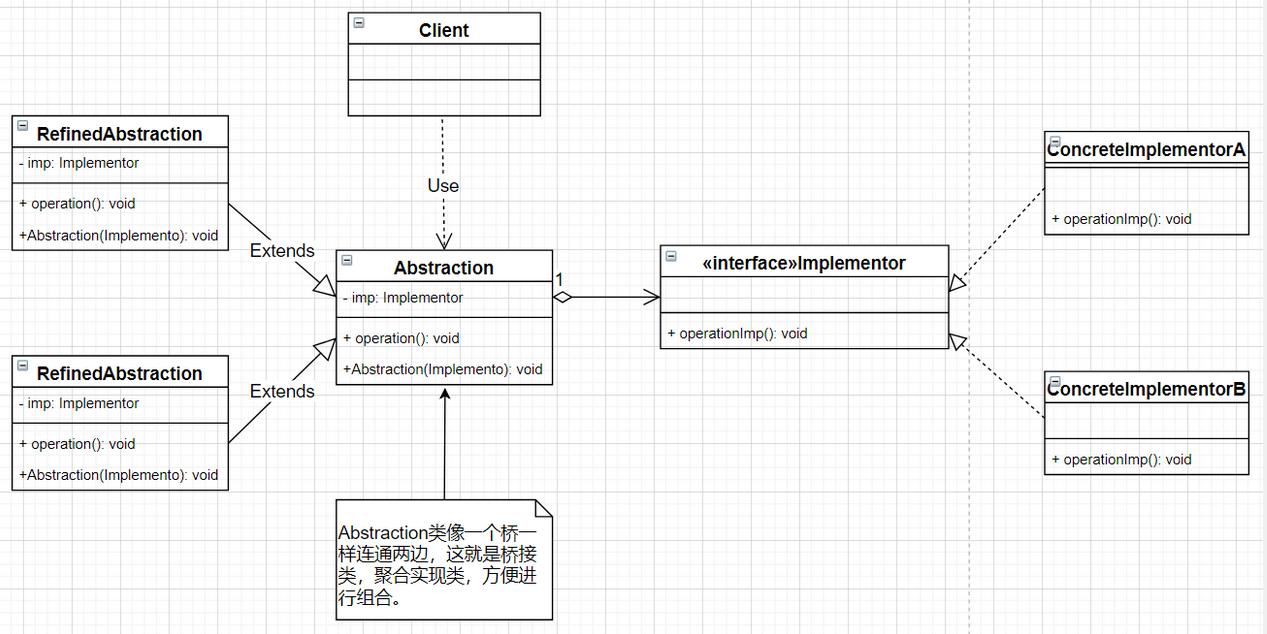 Client
RefinedAbstraction
- imp: Implementor
+ operation(): void
+Abstraction(Implemento): void
Extends
Use
Abstraction
- imp: Implementor
+ operation(): void
+Abstraction(Implemento): void
1
«interface»Implementor
+ operationImp(): void
ConcreteImplementorA
+ operationImp(): void
RefinedAbstraction
- imp: Implementor
+ operation(): void
+Abstraction(Implemento): void
Extends
ConcreteImplementorB
+ operationImp(): void
Abstraction类像一个桥一
样连通两边，这就是桥接
类，聚合实现类，方便进
行组合。